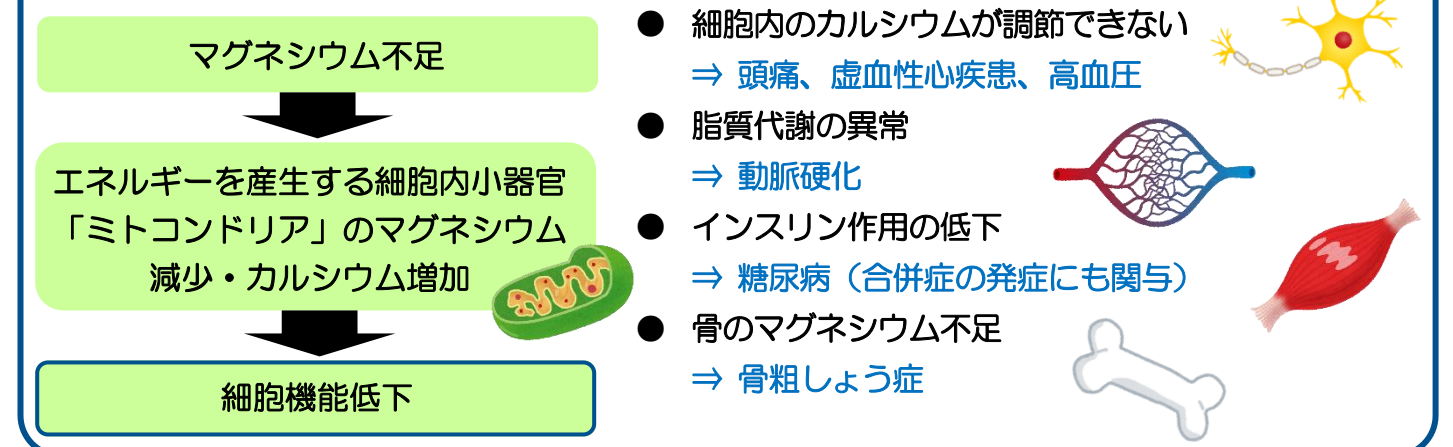 マグネシウム不足
エネルギーを産生する細胞内小器官
「ミトコンドリア」のマグネシウム
減少・カルシウム増加
細胞機能低下
● 細胞内のカルシウムが調節できない
⇒ 頭痛、虚血性心疾患、高血圧
● 脂質代謝の異常
⇒ 動脈硬化
● インスリン作用の低下
⇒ 糖尿病（合併症の発症にも関与）
● 骨のマグネシウム不足
⇒ 骨粗しょう症